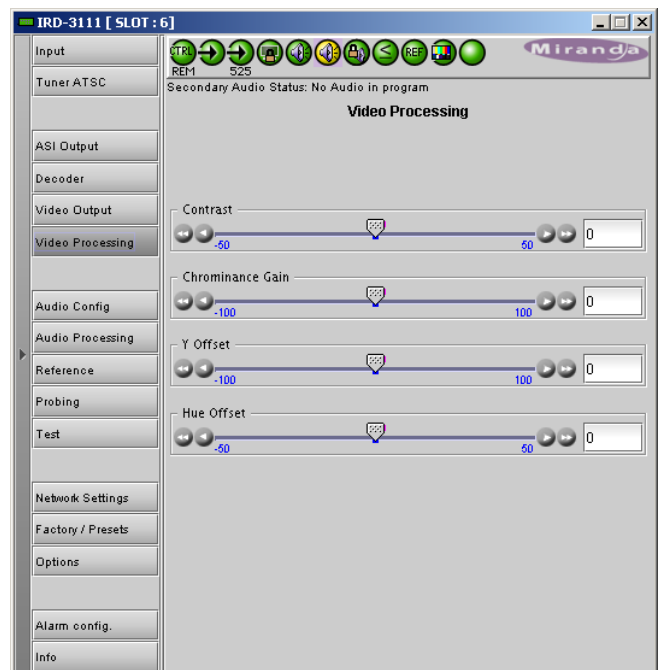 IRD-3111 [ SLOT : 6]
Input
Tuner ATSC
ASI Output
Decoder
Video Output
Video Processing
Audio Config
Audio Processing
Reference
Probing
Test
Network Settings
Factory / Presets
Options
Alarm config.
Info
CTRL
REF
Miranda
REM 525
Secondary Audio Status: No Audio in program
Video Processing
Contrast
-50 50 0
Chrominance Gain
-100 100 0
Y Offset
-100 100 0
Hue Offset
-50 50 0